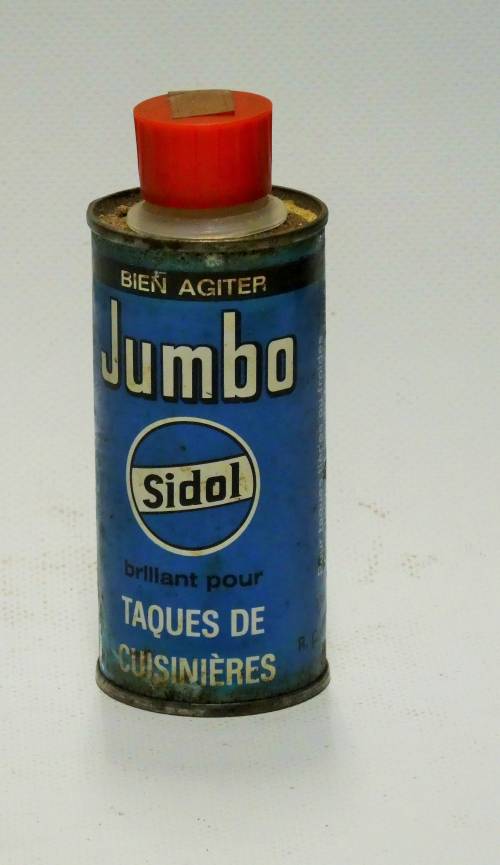 BIEN AGITER
Jumbo
Sidol
brillant pour
TAQUES DE
CUISINIÈRES